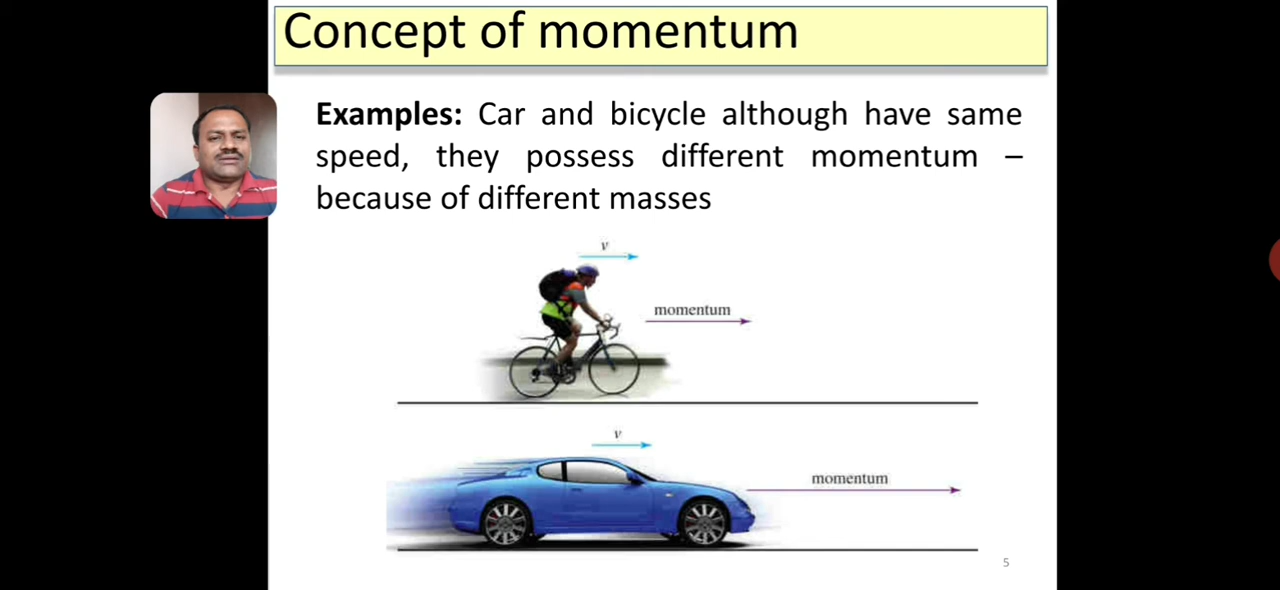 Concept of momentum
Examples: Car and bicycle although have same
speed, they possess different momentum –
because of different masses
v
momentum
v
momentum
5